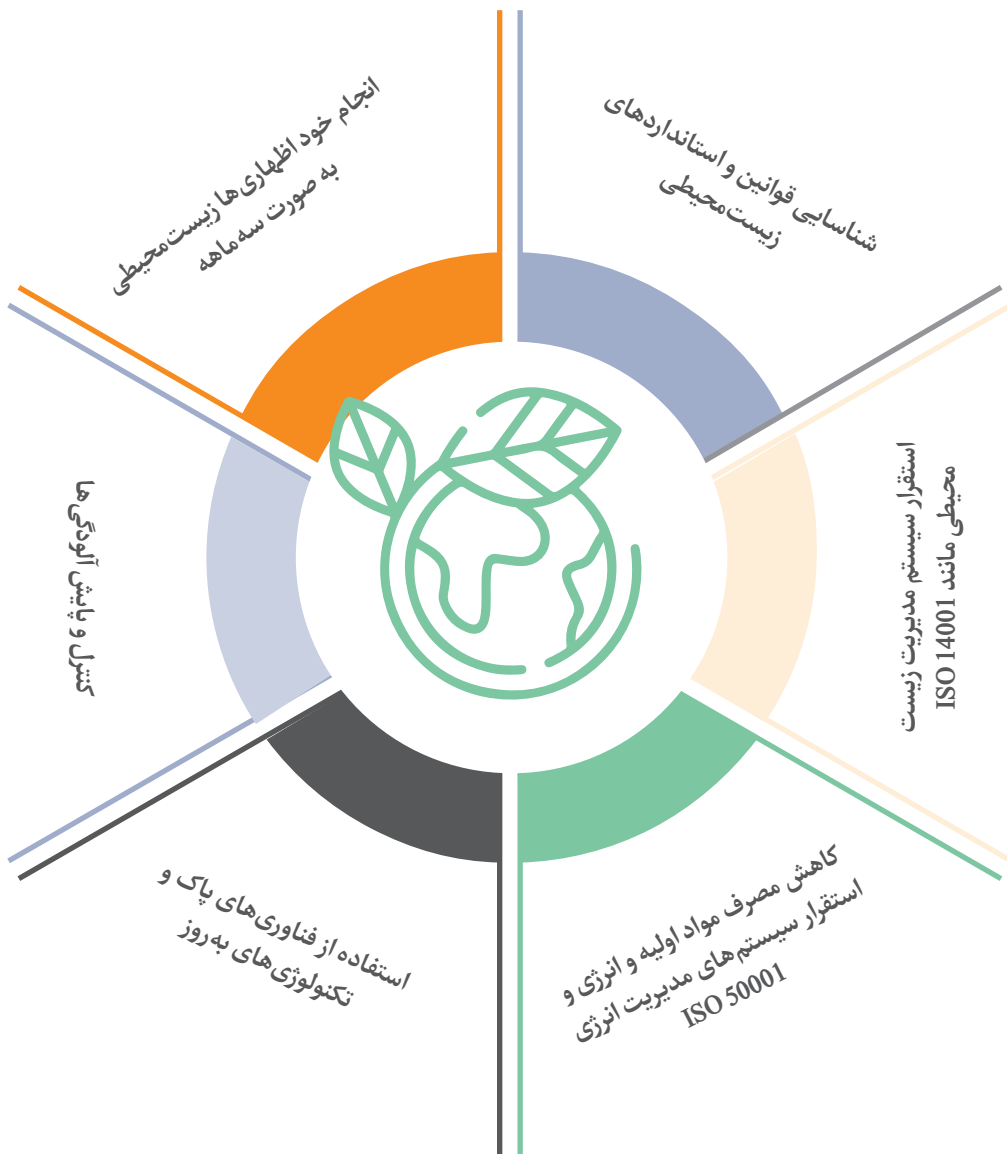 شناسایی قوانین و استانداردهای
زیست‌محیطی
استقرار سیستم مدیریت زیست
محیطی مانند ISO 14001
کاهش مصرف مواد اولیه و انرژی و
استقرار سیستم‌های مدیریت انرژی
ISO 50001
استفاده از فناوری‌های پاک و
تکنولوژی‌های به‌روز
کنترل و پایش آلودگی‌ها
انجام خود اظهاری‌ها زیست‌محیطی
به صورت سه‌ماهه